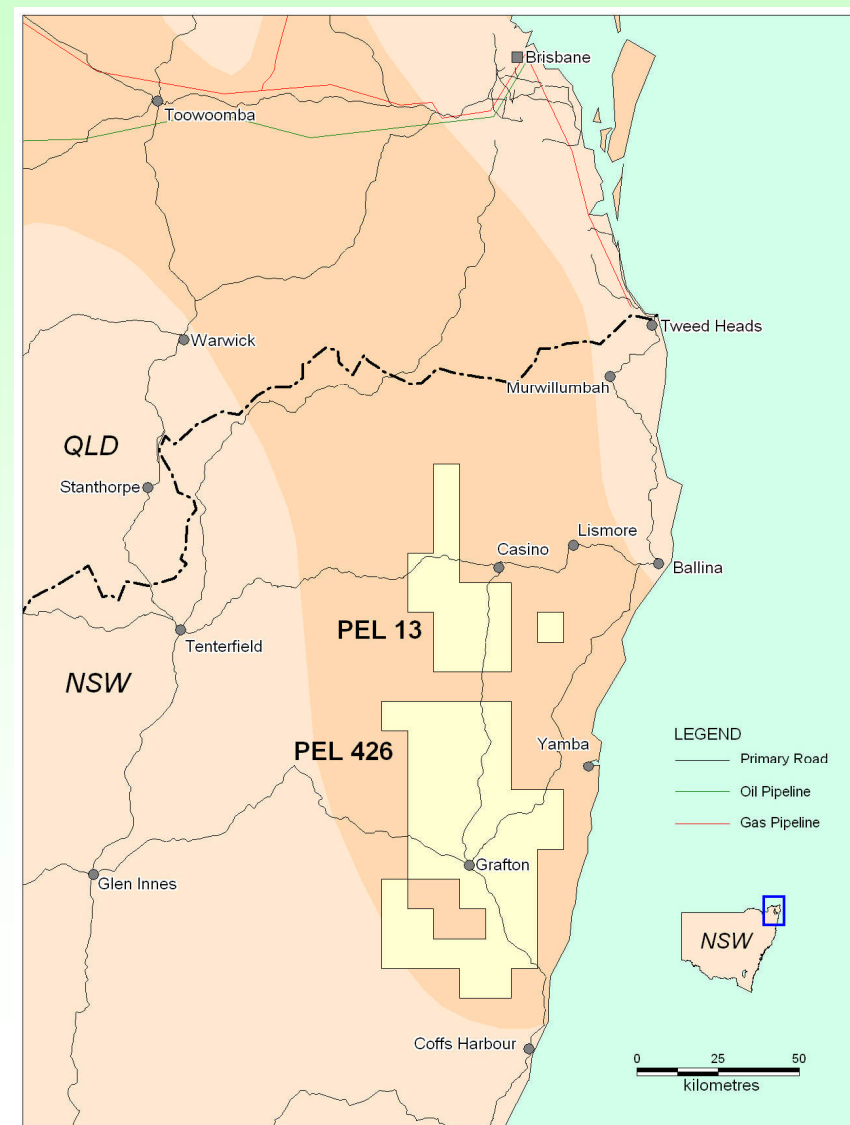 Brisbane
Toowoomba
Tweed Heads
Warwick
Murwillumbah
QLD
Stanthorpe
Lismore
Casino
Ballina
PEL 13
Tenterfield
NSW
PEL 426
Yamba
LEGEND
Primary Road
Oil Pipeline
Gas Pipeline
Grafton
Glen Innes
NSW
Coffs Harbour
0 25 50
kilometres